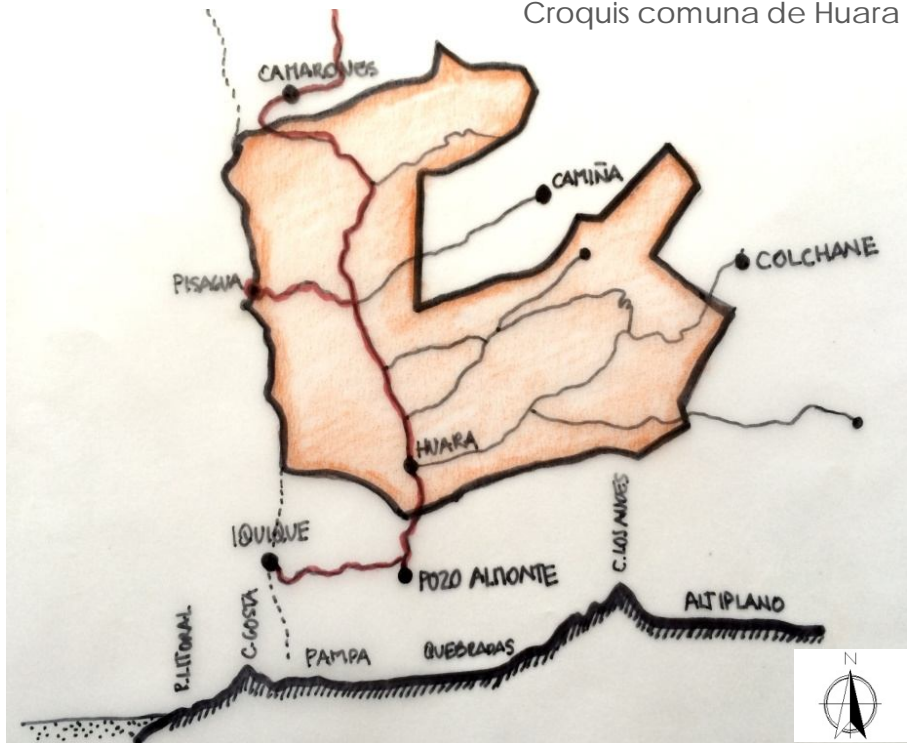 Croquis comuna de Huara
CAMARONES
CAMIÑA
COLCHANE
PISAGUA
HUARA
IQUIQUE
POZO ALMONTE
P. LITORAL
C. COSTA
PAMPA
QUEBRADAS
C. LOS ANDES
ALTIPLANO
N